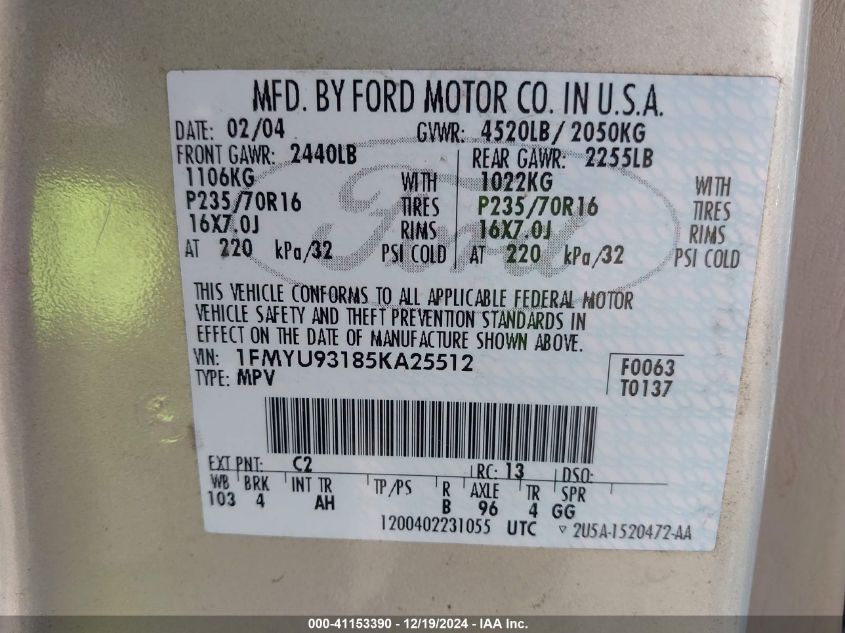 MFD. BY FORD MOTOR CO. IN U.S.A.
DATE: 02/04 GVWR: 4520LB/ 2050KG
FRONT GAWR: 2440LB REAR GAWR: 2255LB
1106KG WITH 1022KG WITH
P235/70R16 TIRES P235/70R16 TIRES
16X7.0J RIMS 16X7.0J RIMS
AT 220 kPa/32 PSI COLD AT 220 kPa/32 PSI COLD
Ford
THIS VEHICLE CONFORMS TO ALL APPLICABLE FEDERAL MOTOR
VEHICLE SAFETY AND THEFT PREVENTION STANDARDS IN
EFFECT ON THE DATE OF MANUFACTURE SHOWN ABOVE.
VIN: 1FMYU93185KA25512 F0063
TYPE: MPV T0137
EXT PNT: C2 RC: 13 DSO:
WB BRK INT TR TP/PS R AXLE TR SPR
103 4 AH B 96 4 GG
1200402231055 UTC ▽ 2U5A-1520472-AA
000-41153390 - 12/19/2024 - IAA Inc.